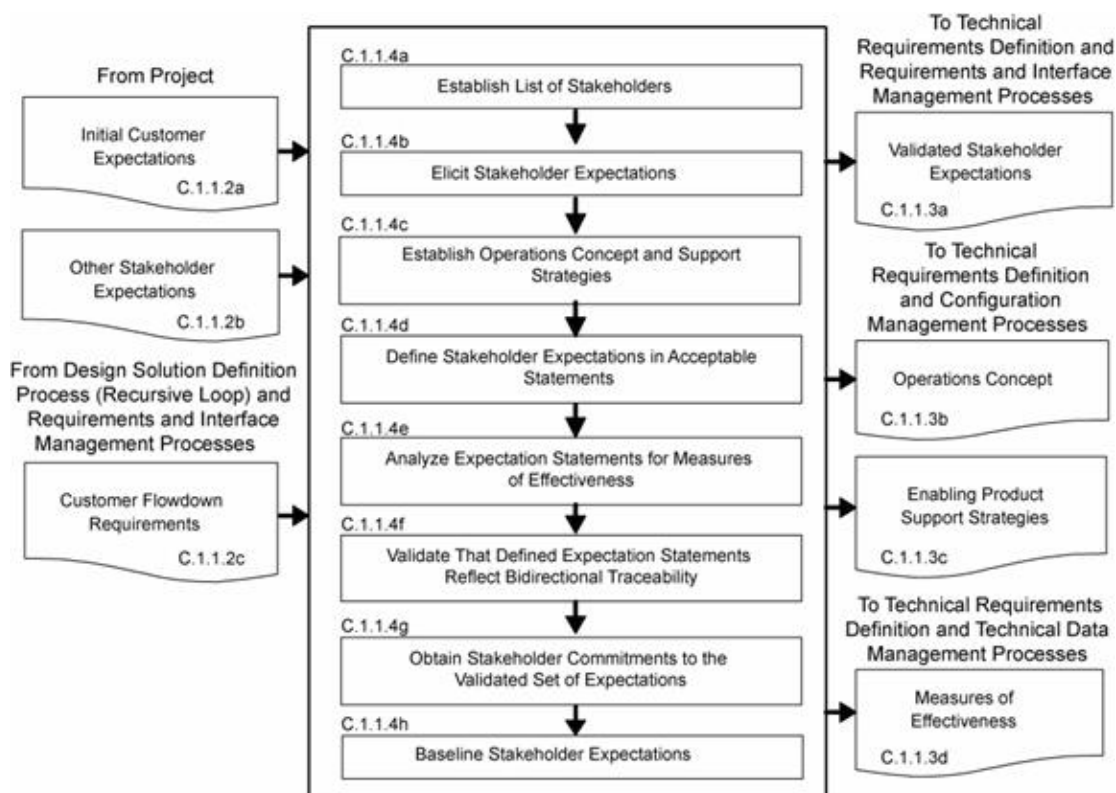 From Project
Initial Customer
Expectations
C.1.1.2a
Other Stakeholder
Expectations
C.1.1.2b
From Design Solution Definition
Process (Recursive Loop) and
Requirements and Interface
Management Processes
Customer Flowdown
Requirements
C.1.1.2c
C.1.1.4a
Establish List of Stakeholders
C.1.1.4b
Elicit Stakeholder Expectations
C.1.1.4c
Establish Operations Concept and Support
Strategies
C.1.1.4d
Define Stakeholder Expectations in Acceptable
Statements
C.1.1.4e
Analyze Expectation Statements for Measures
of Effectiveness
C.1.1.4f
Validate That Defined Expectation Statements
Reflect Bidirectional Traceability
C.1.1.4g
Obtain Stakeholder Commitments to the
Validated Set of Expectations
C.1.1.4h
Baseline Stakeholder Expectations
To Technical
Requirements Definition and
Requirements and Interface
Management Processes
Validated Stakeholder
Expectations
C.1.1.3a
To Technical
Requirements Definition
and Configuration
Management Processes
Operations Concept
C.1.1.3b
Enabling Product
Support Strategies
C.1.1.3c
To Technical Requirements
Definition and Technical Data
Management Processes
Measures of
Effectiveness
C.1.1.3d